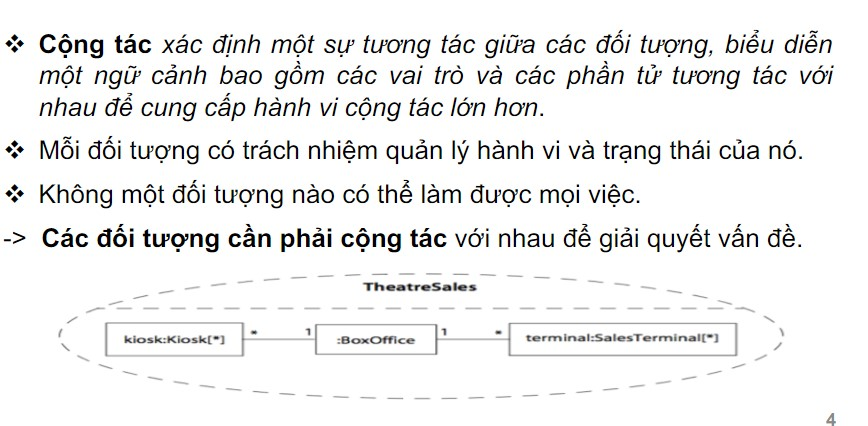 ❖ Cộng tác xác định một sự tương tác giữa các đối tượng, biểu diễn
một ngữ cảnh bao gồm các vai trò và các phần tử tương tác với
nhau để cung cấp hành vi cộng tác lớn hơn.
❖ Mỗi đối tượng có trách nhiệm quản lý hành vi và trạng thái của nó.
❖ Không một đối tượng nào có thể làm được mọi việc.
-> Các đối tượng cần phải cộng tác với nhau để giải quyết vấn đề.
TheatreSales
kiosk:Kiosk[*] * 1 :BoxOffice 1 * terminal:SalesTerminal[*]
4